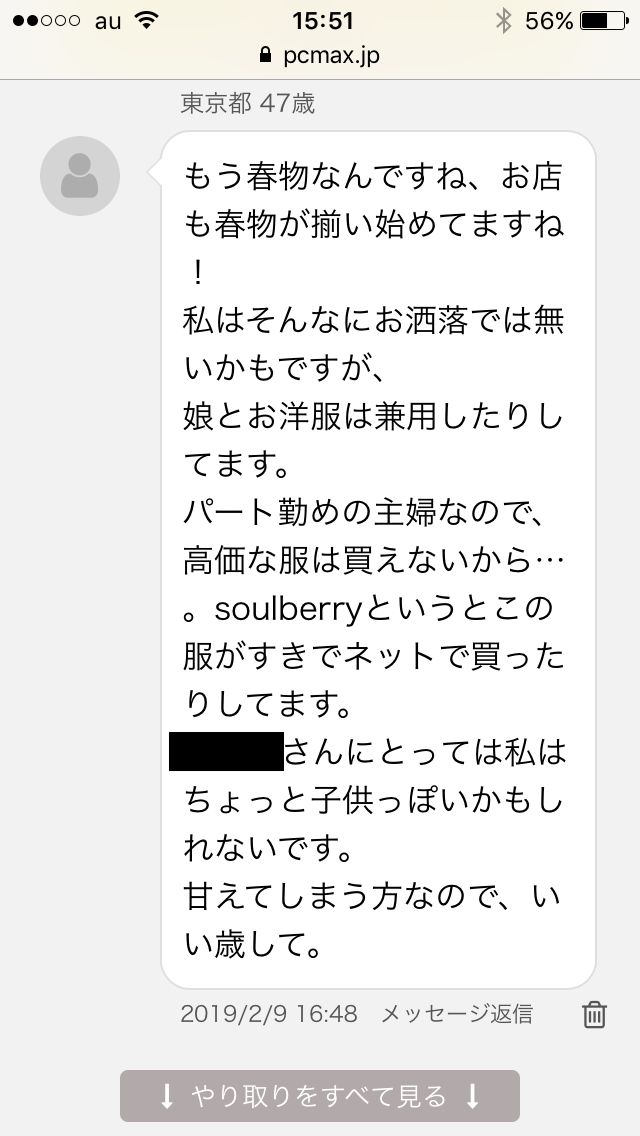 au 15:51 56%
pcmax.jp
東京都 47歳
もう春物なんですね、お店
も春物が揃い始めてますね
！
私はそんなにお洒落では無
いかもですが、
娘とお洋服は兼用したりし
てます。
パート勤めの主婦なので、
高価な服は買えないから…
。soulberryというとこの
服がすきでネットで買った
りしてます。
さんにとっては私は
ちょっと子供っぽいかもし
れないです。
甘えてしまう方なので、い
い歳して。
2019/2/9 16:48 メッセージ返信
↓ やり取りをすべて見る ↓